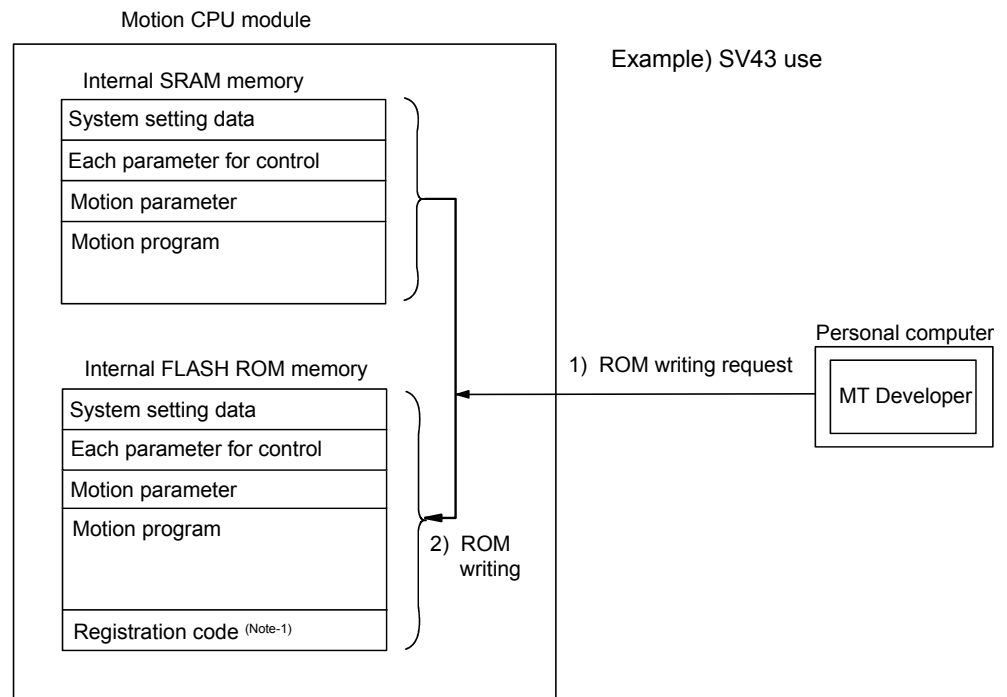 Motion CPU module
Example) SV43 use
Internal SRAM memory
System setting data
Each parameter for control
Motion parameter
Motion program
Personal computer
MT Developer
1) ROM writing request
Internal FLASH ROM memory
System setting data
Each parameter for control
Motion parameter
Motion program
2) ROM
writing
Registration code (Note-1)